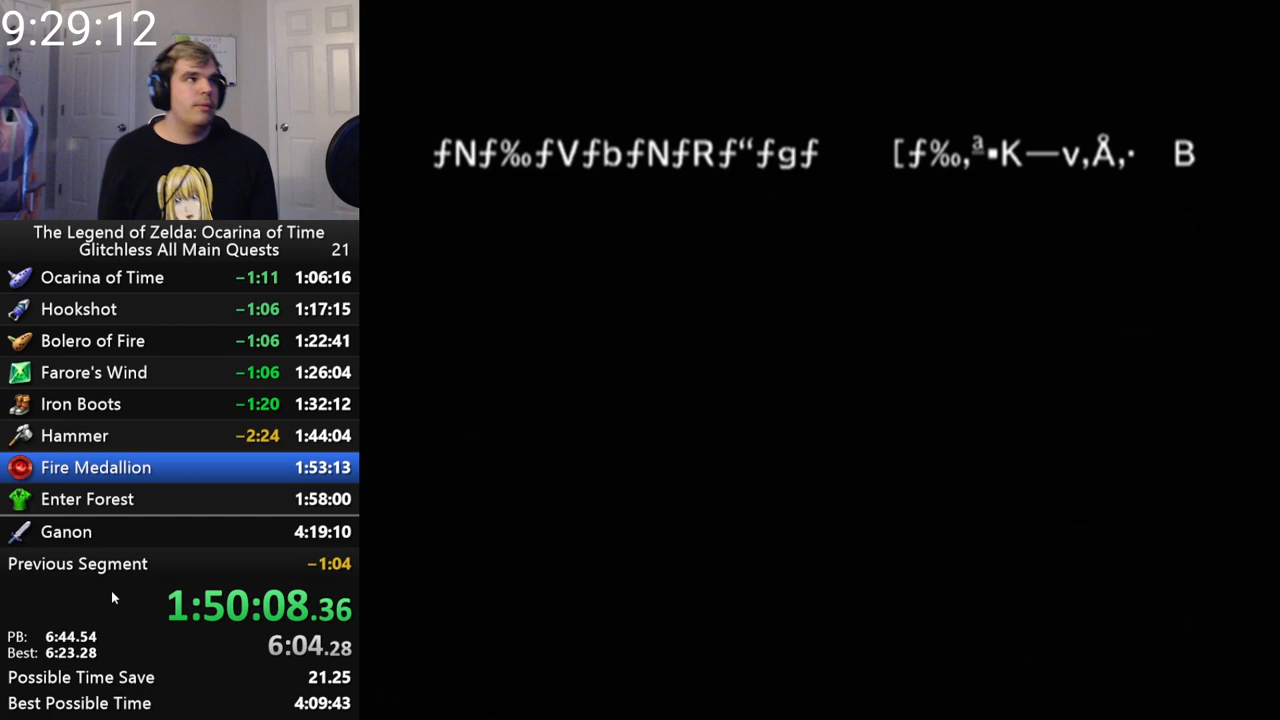 9:29:12
ƒNƒ‰ƒVƒbƒNƒRƒ“ƒgƒ [ƒ‰‚ª•K—v‚Å‚· B
The Legend of Zelda: Ocarina of Time
Glitchless All Main Quests 21
Ocarina of Time −1:11 1:06:16
Hookshot −1:06 1:17:15
Bolero of Fire −1:06 1:22:41
Farore's Wind −1:06 1:26:04
Iron Boots −1:20 1:32:12
Hammer −2:24 1:44:04
Fire Medallion 1:53:13
Enter Forest 1:58:00
Ganon 4:19:10
Previous Segment −1:04
1:50:08.36
PB: 6:44.54
Best: 6:23.28
6:04.28
Possible Time Save 21.25
Best Possible Time 4:09:43